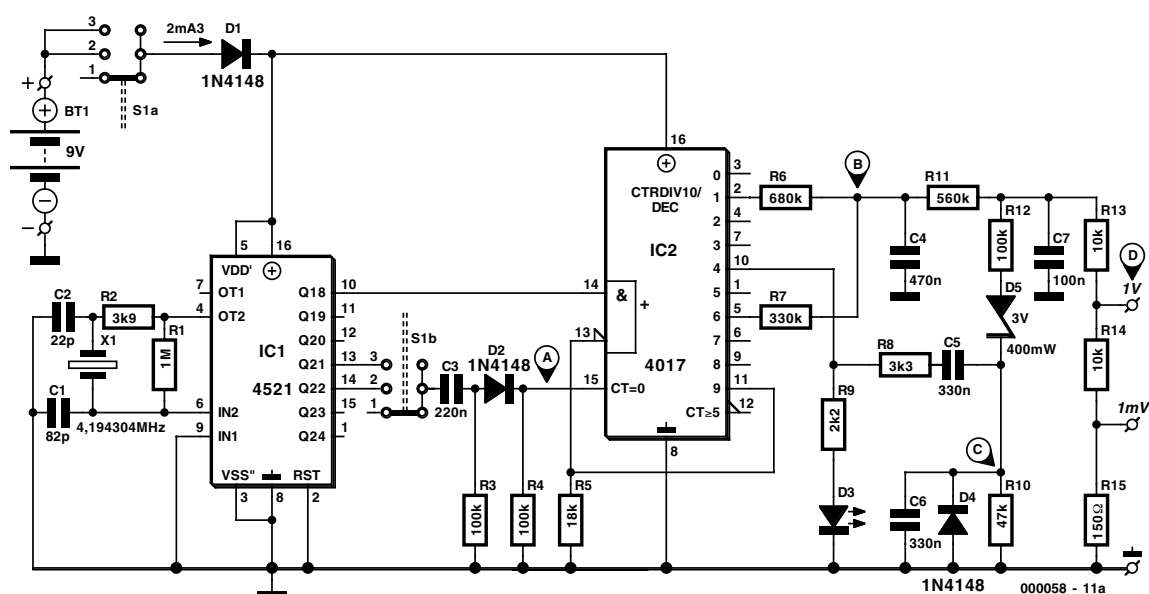 3
2
1
2mA3
D1
1N4148
S1a
+
BT1
9V
–
16
3
0
CTRDIV10/
DEC
2
1
4
2
7
3
IC2
10
4
1
5
5
6
6
7
9
8
11
9
12
CT≥5
14
&
+
13
4017
15
CT=0
8
R6
680k
B
R11
560k
R12
100k
R13
10k
C4
470n
C7
100n
D
1V
D5
3V
400mW
R7
330k
R14
10k
R8
3k3
C5
330n
1mV
R9
2k2
C
D3
C6
330n
D4
1N4148
R10
47k
R15
150Ω
5
16
VDD'
7
OT1
4
OT2
IC1
4521
6
IN2
9
IN1
Q18
10
Q19
11
Q20
12
Q21
13
Q22
14
Q23
15
Q24
1
VSS"
RST
3
8
2
C2
22p
R2
3k9
X1
R1
1M
C1
82p
4,194304MHz
S1b
3
2
1
C3
220n
D2
1N4148
A
R3
100k
R4
100k
R5
18k
000058 - 11a